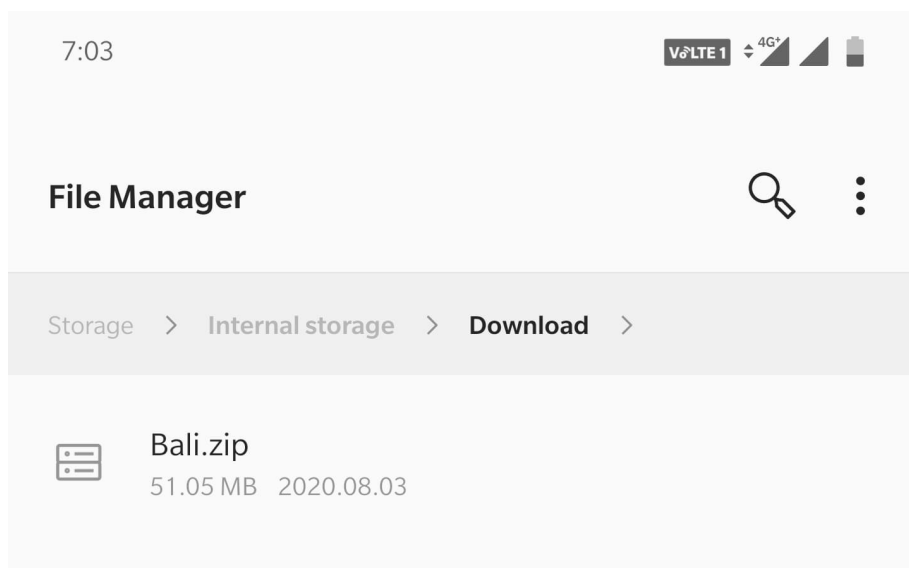 7:03 VoLTE 1 4G+
File Manager
Storage > Internal storage > Download >
Bali.zip
51.05 MB 2020.08.03